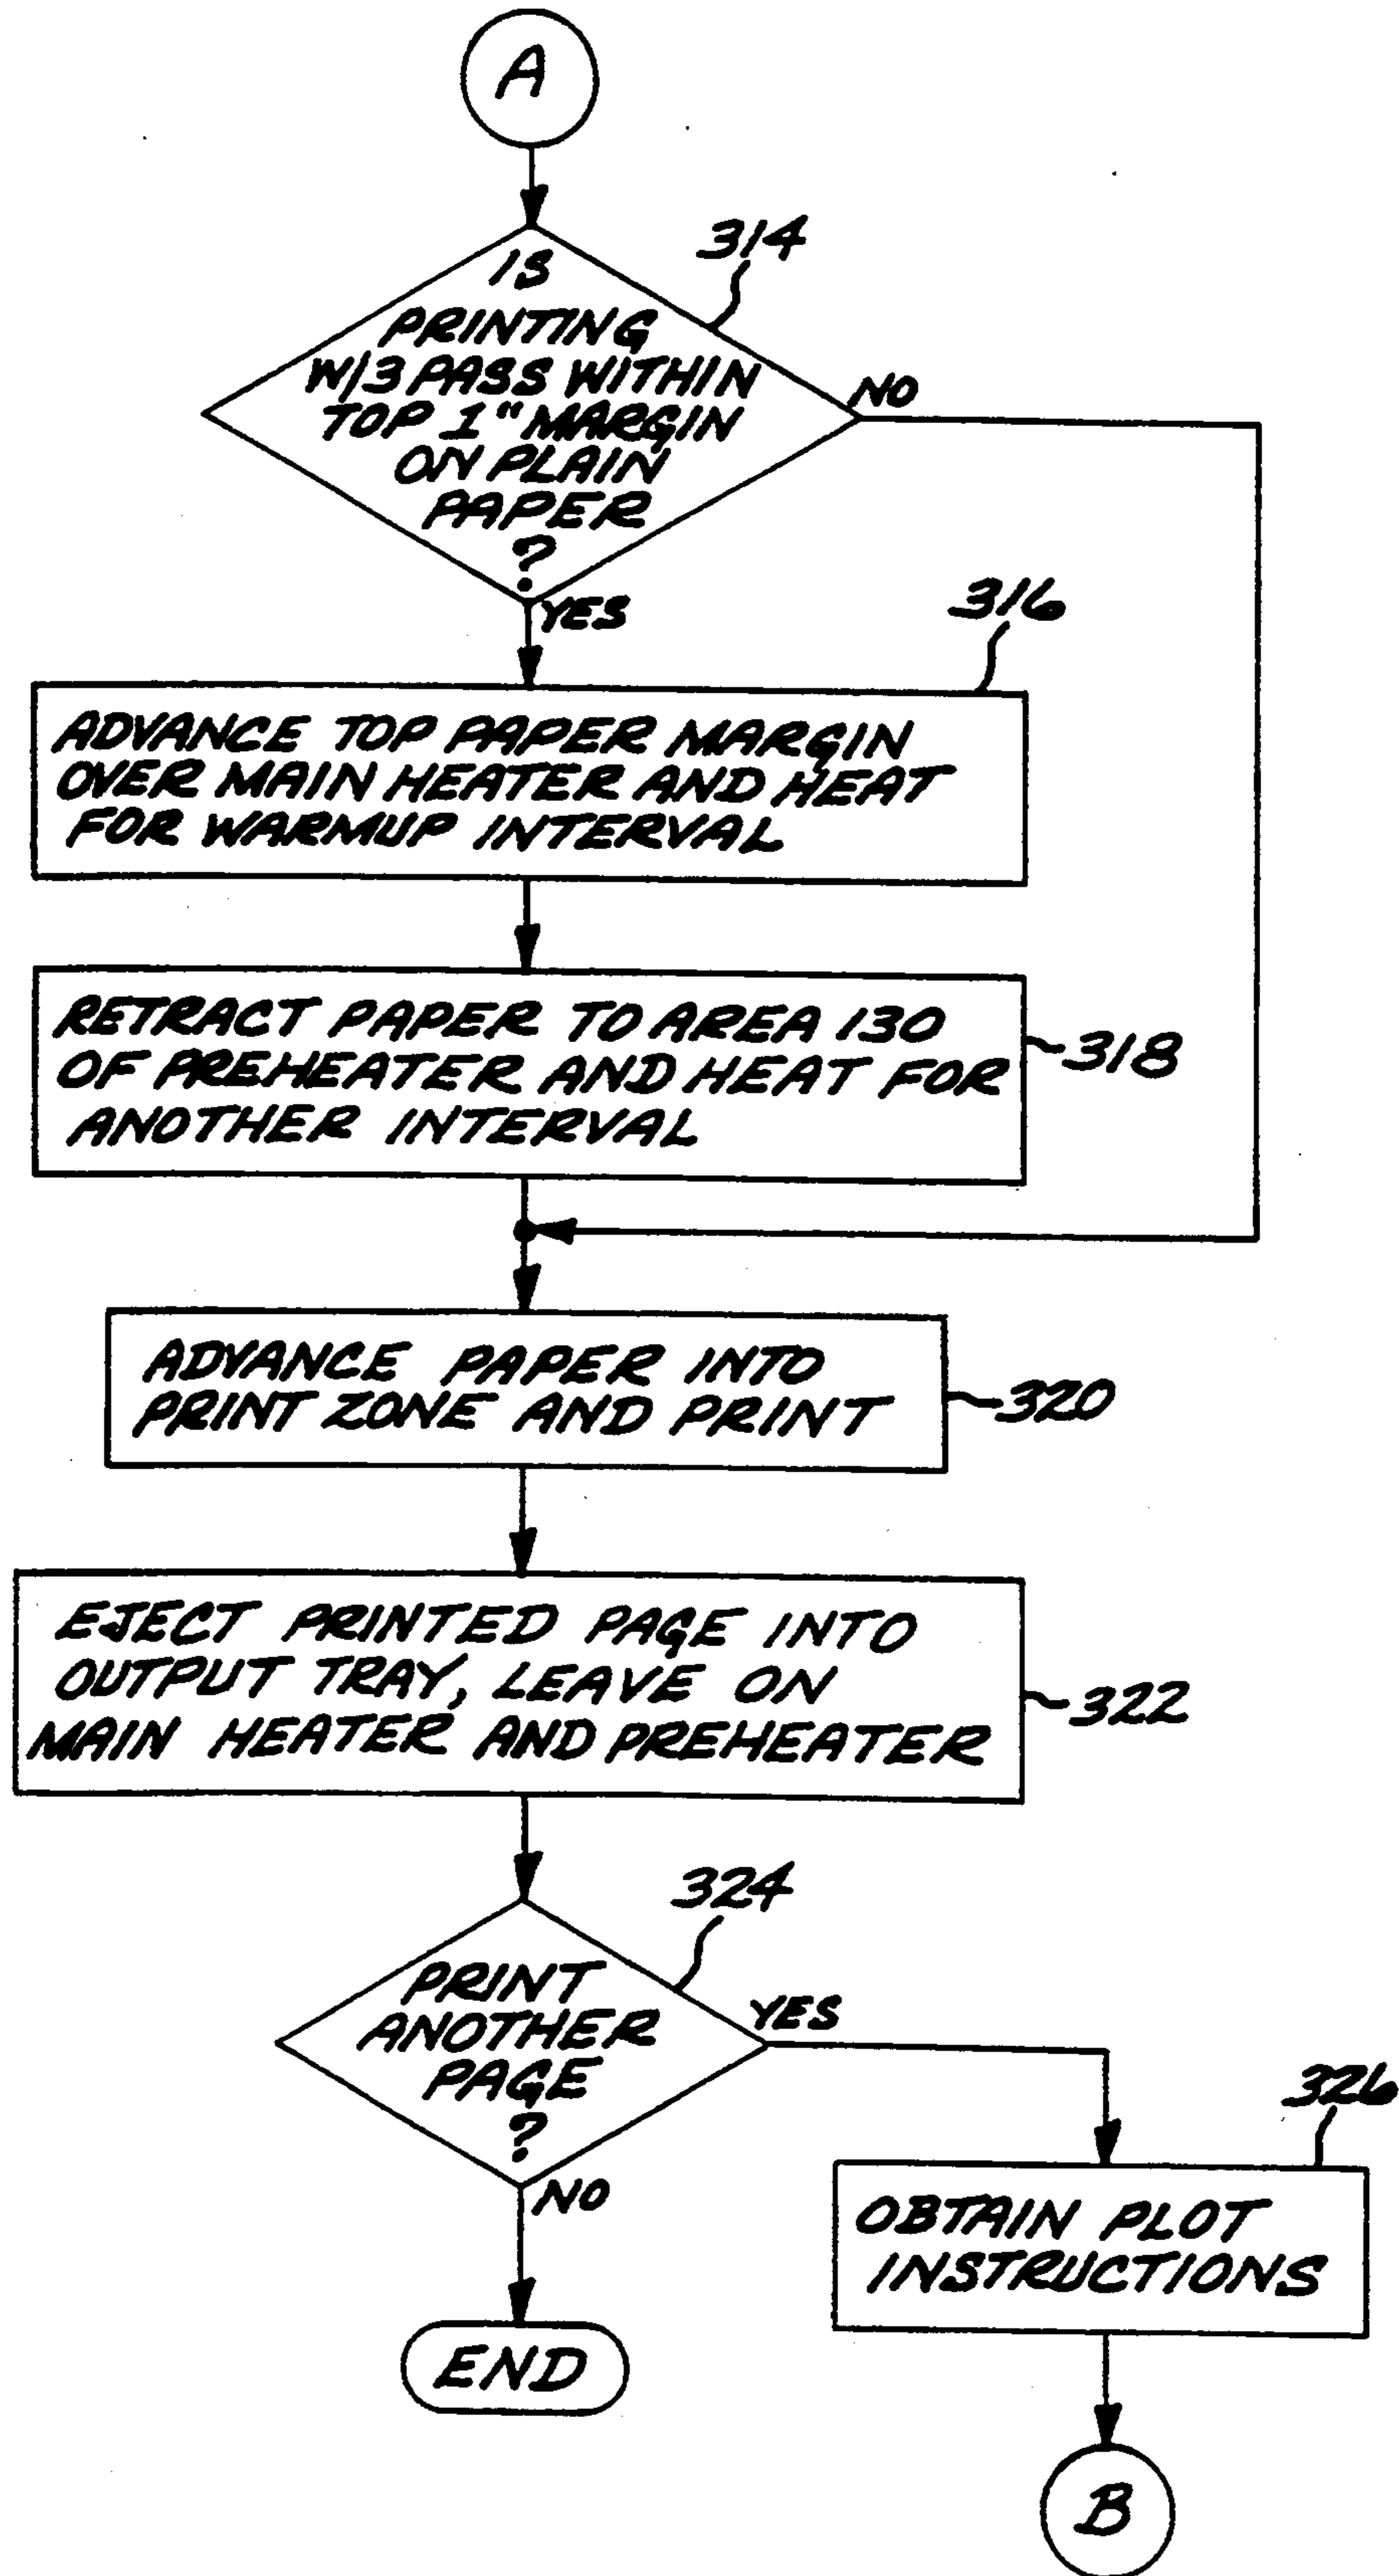 A
314
IS
PRINTING
W/3 PASS WITHIN
TOP 1" MARGIN
ON PLAIN
PAPER
?
NO
YES
316
ADVANCE TOP PAPER MARGIN
OVER MAIN HEATER AND HEAT
FOR WARMUP INTERVAL
RETRACT PAPER TO AREA 130
OF PREHEATER AND HEAT FOR
ANOTHER INTERVAL
318
ADVANCE PAPER INTO
PRINT ZONE AND PRINT
320
EJECT PRINTED PAGE INTO
OUTPUT TRAY, LEAVE ON
MAIN HEATER AND PREHEATER
322
324
PRINT
ANOTHER
PAGE
?
YES
NO
326
OBTAIN PLOT
INSTRUCTIONS
END
B